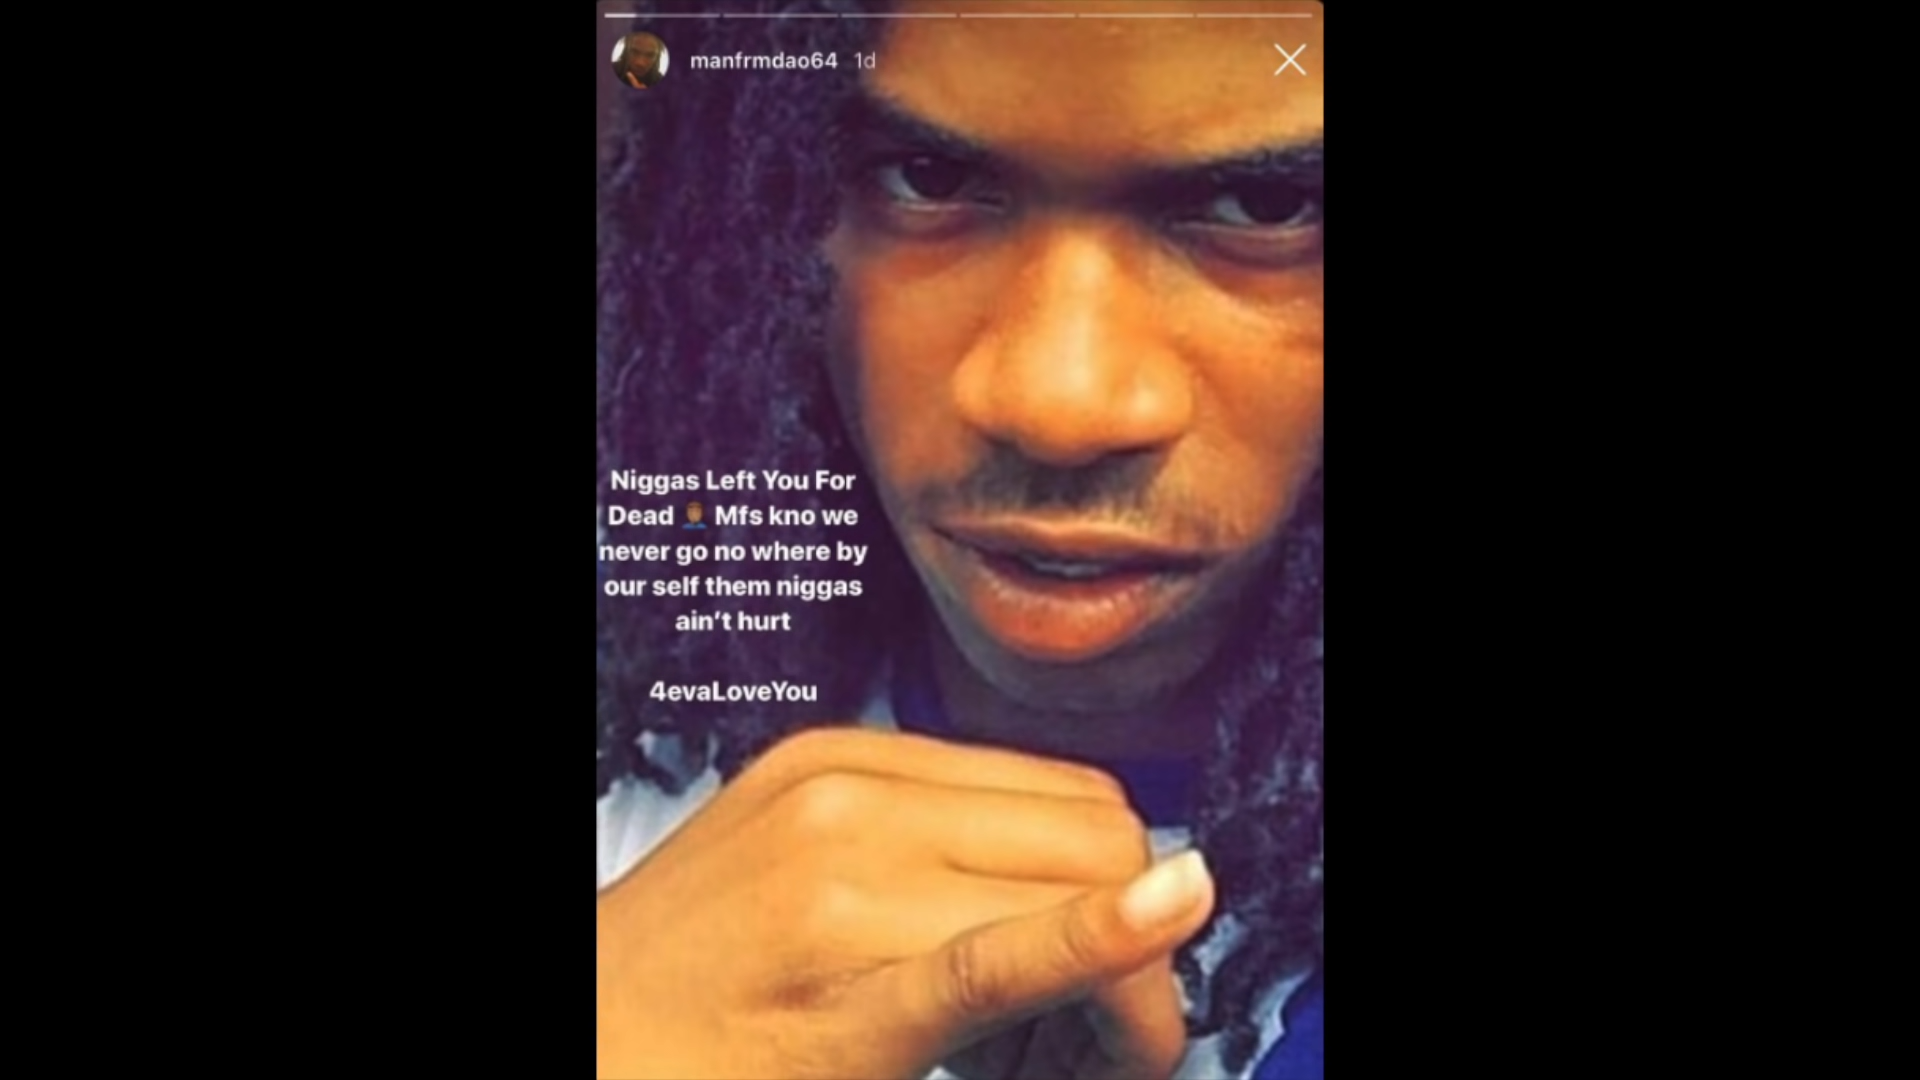 manfrmdao64 1d
Niggas Left You For
Dead 🤦🏾‍♂️ Mfs kno we
never go no where by
our self them niggas
ain’t hurt
4evaLoveYou